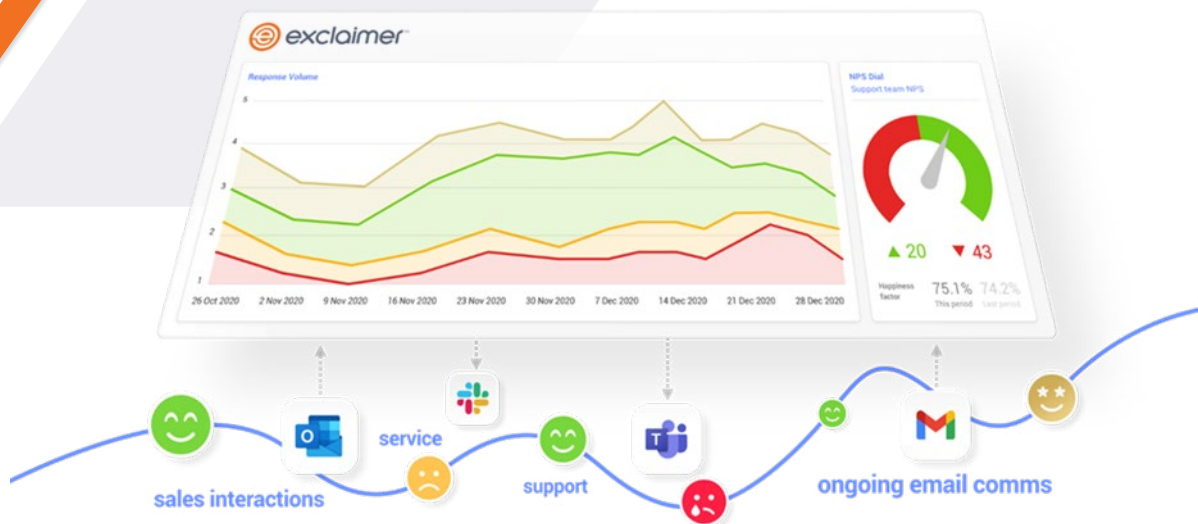 exclaimer
Response Volume
5
4
3
2
1
26 Oct 2020 2 Nov 2020 9 Nov 2020 16 Nov 2020 23 Nov 2020 30 Nov 2020 7 Dec 2020 14 Dec 2020 21 Dec 2020 28 Dec 2020
NPS Dial
Support team NPS
▲ 20 ▼ 43
Happiness
factor
75.1% 74.2%
This period Last period
service
sales interactions
support
ongoing email comms